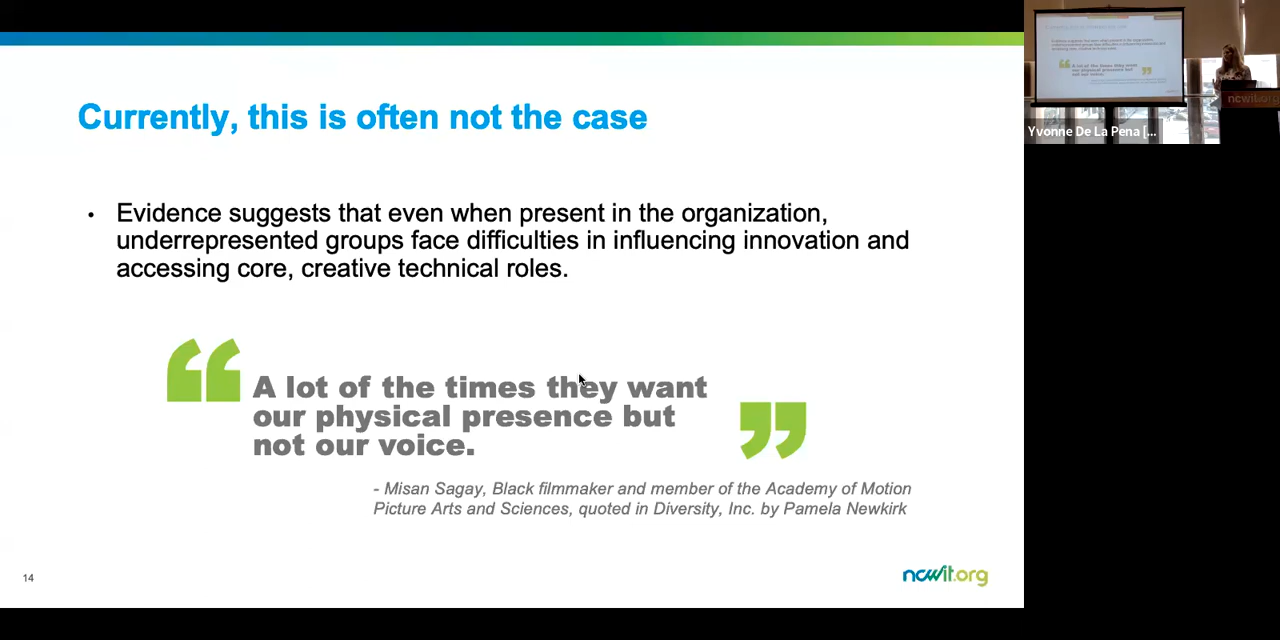 Currently, this is often not the case
• Evidence suggests that even when present in the organization,
underrepresented groups face difficulties in influencing innovation and
accessing core, creative technical roles.
“ A lot of the times they want
our physical presence but
not our voice. ”
- Misan Sagay, Black filmmaker and member of the Academy of Motion
Picture Arts and Sciences, quoted in Diversity, Inc. by Pamela Newkirk
14
ncwit.org
Yvonne De La Pena [...
ncwit.org